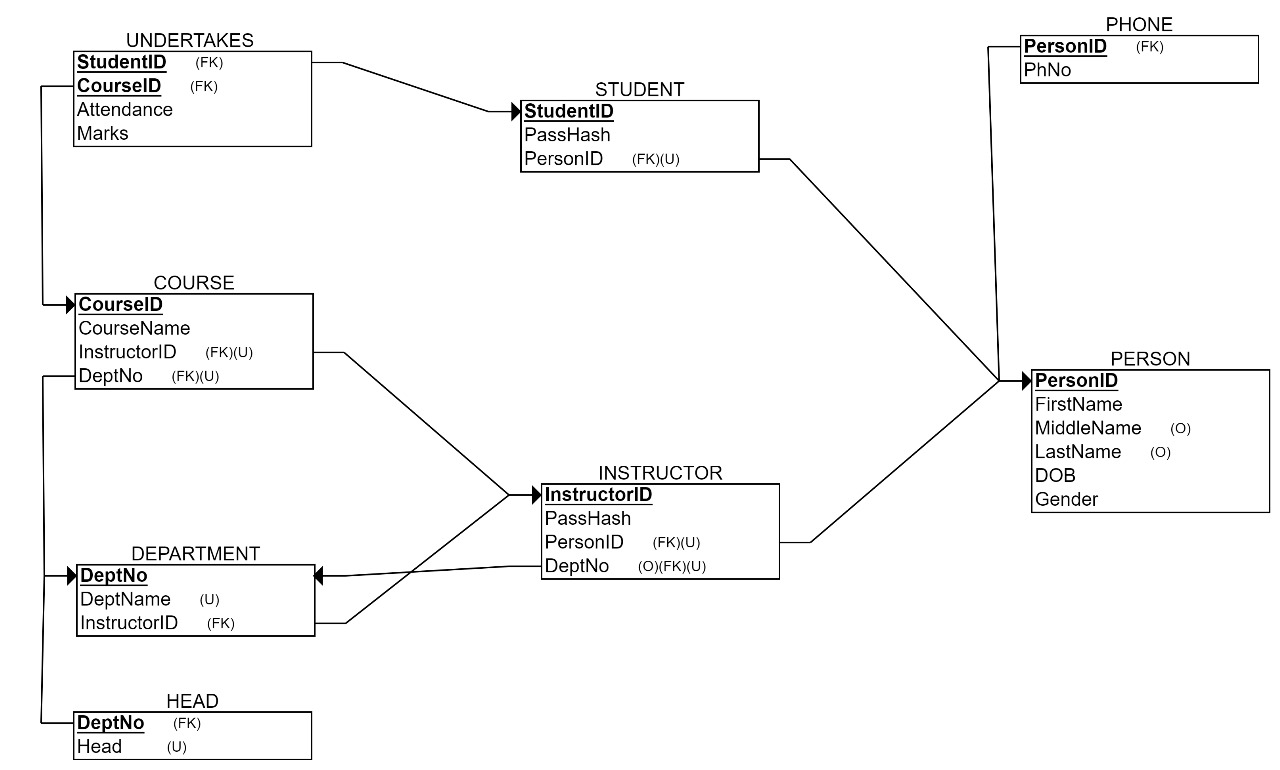 UNDERTAKES
StudentID (FK)
CourseID (FK)
Attendance
Marks
STUDENT
StudentID
PassHash
PersonID (FK)(U)
PHONE
PersonID (FK)
PhNo
COURSE
CourseID
CourseName
InstructorID (FK)(U)
DeptNo (FK)(U)
PERSON
PersonID
FirstName
MiddleName (O)
LastName (O)
DOB
Gender
INSTRUCTOR
InstructorID
PassHash
PersonID (FK)(U)
DeptNo (O)(FK)(U)
DEPARTMENT
DeptNo
DeptName (U)
InstructorID (FK)
HEAD
DeptNo (FK)
Head (U)